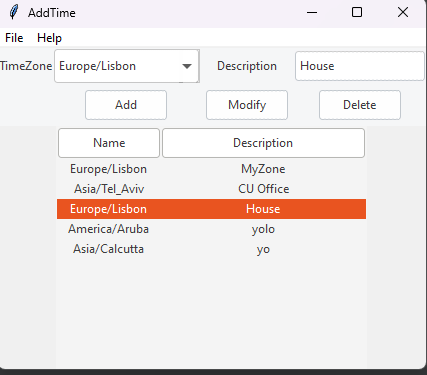 AddTime
File Help
TimeZone Europe/Lisbon Description House
Add Modify Delete
Name Description
Europe/Lisbon MyZone
Asia/Tel_Aviv CU Office
Europe/Lisbon House
America/Aruba yolo
Asia/Calcutta yo